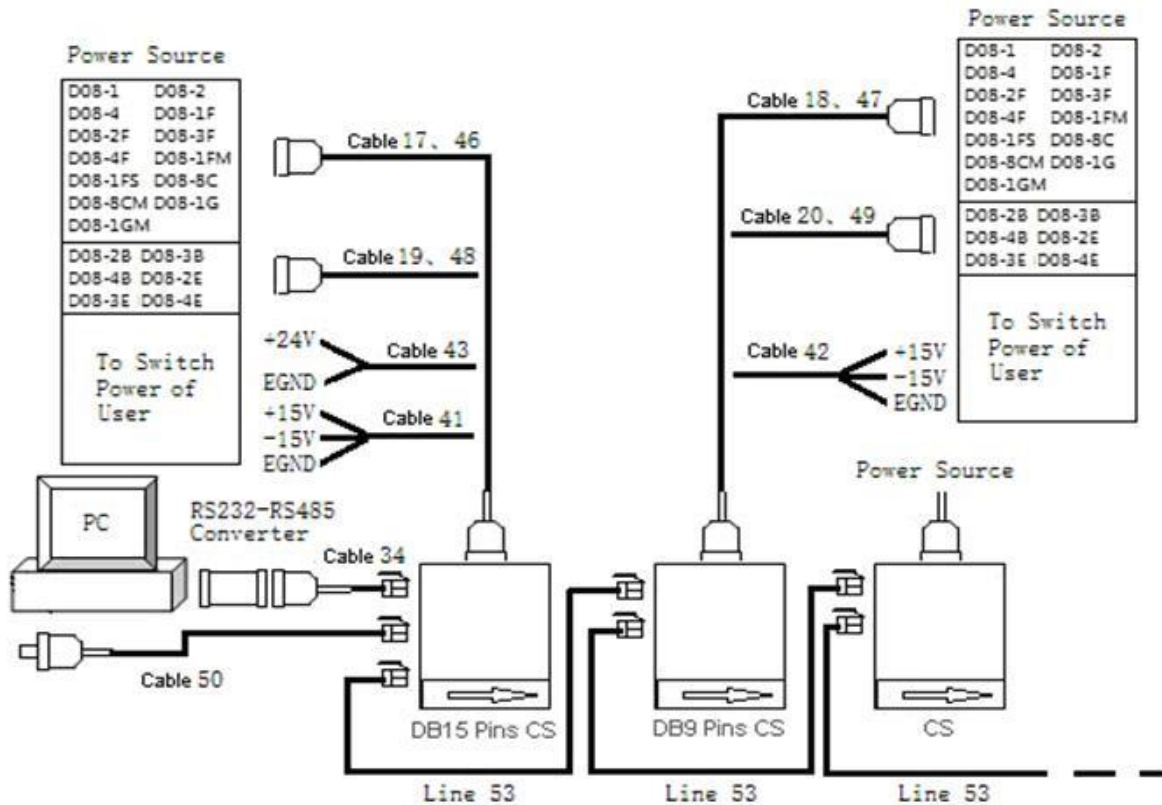 Power Source
D08-1 D08-2
D08-4 D08-1F
D08-2F D08-3F
D08-4F D08-1FM
D08-1FS D08-8C
D08-8CM D08-1G
D08-1GM
D08-2B D08-3B
D08-4B D08-2E
D08-3E D08-4E
To Switch
Power of
User
Cable 17、46
Cable 19、48
+24V
EGND
Cable 43
+15V
-15V
EGND
Cable 41
Power Source
D08-1 D08-2
D08-4 D08-1F
D08-2F D08-3F
D08-4F D08-1FM
D08-1FS D08-8C
D08-8CM D08-1G
D08-1GM
D08-2B D08-3B
D08-4B D08-2E
D08-3E D08-4E
To Switch
Power of
User
Cable 18、47
Cable 20、49
Cable 42
+15V
-15V
EGND
PC
RS232-RS485
Converter
Cable 34
Cable 50
Power Source
DB15 Pins CS
DB9 Pins CS
CS
Line 53
Line 53
Line 53